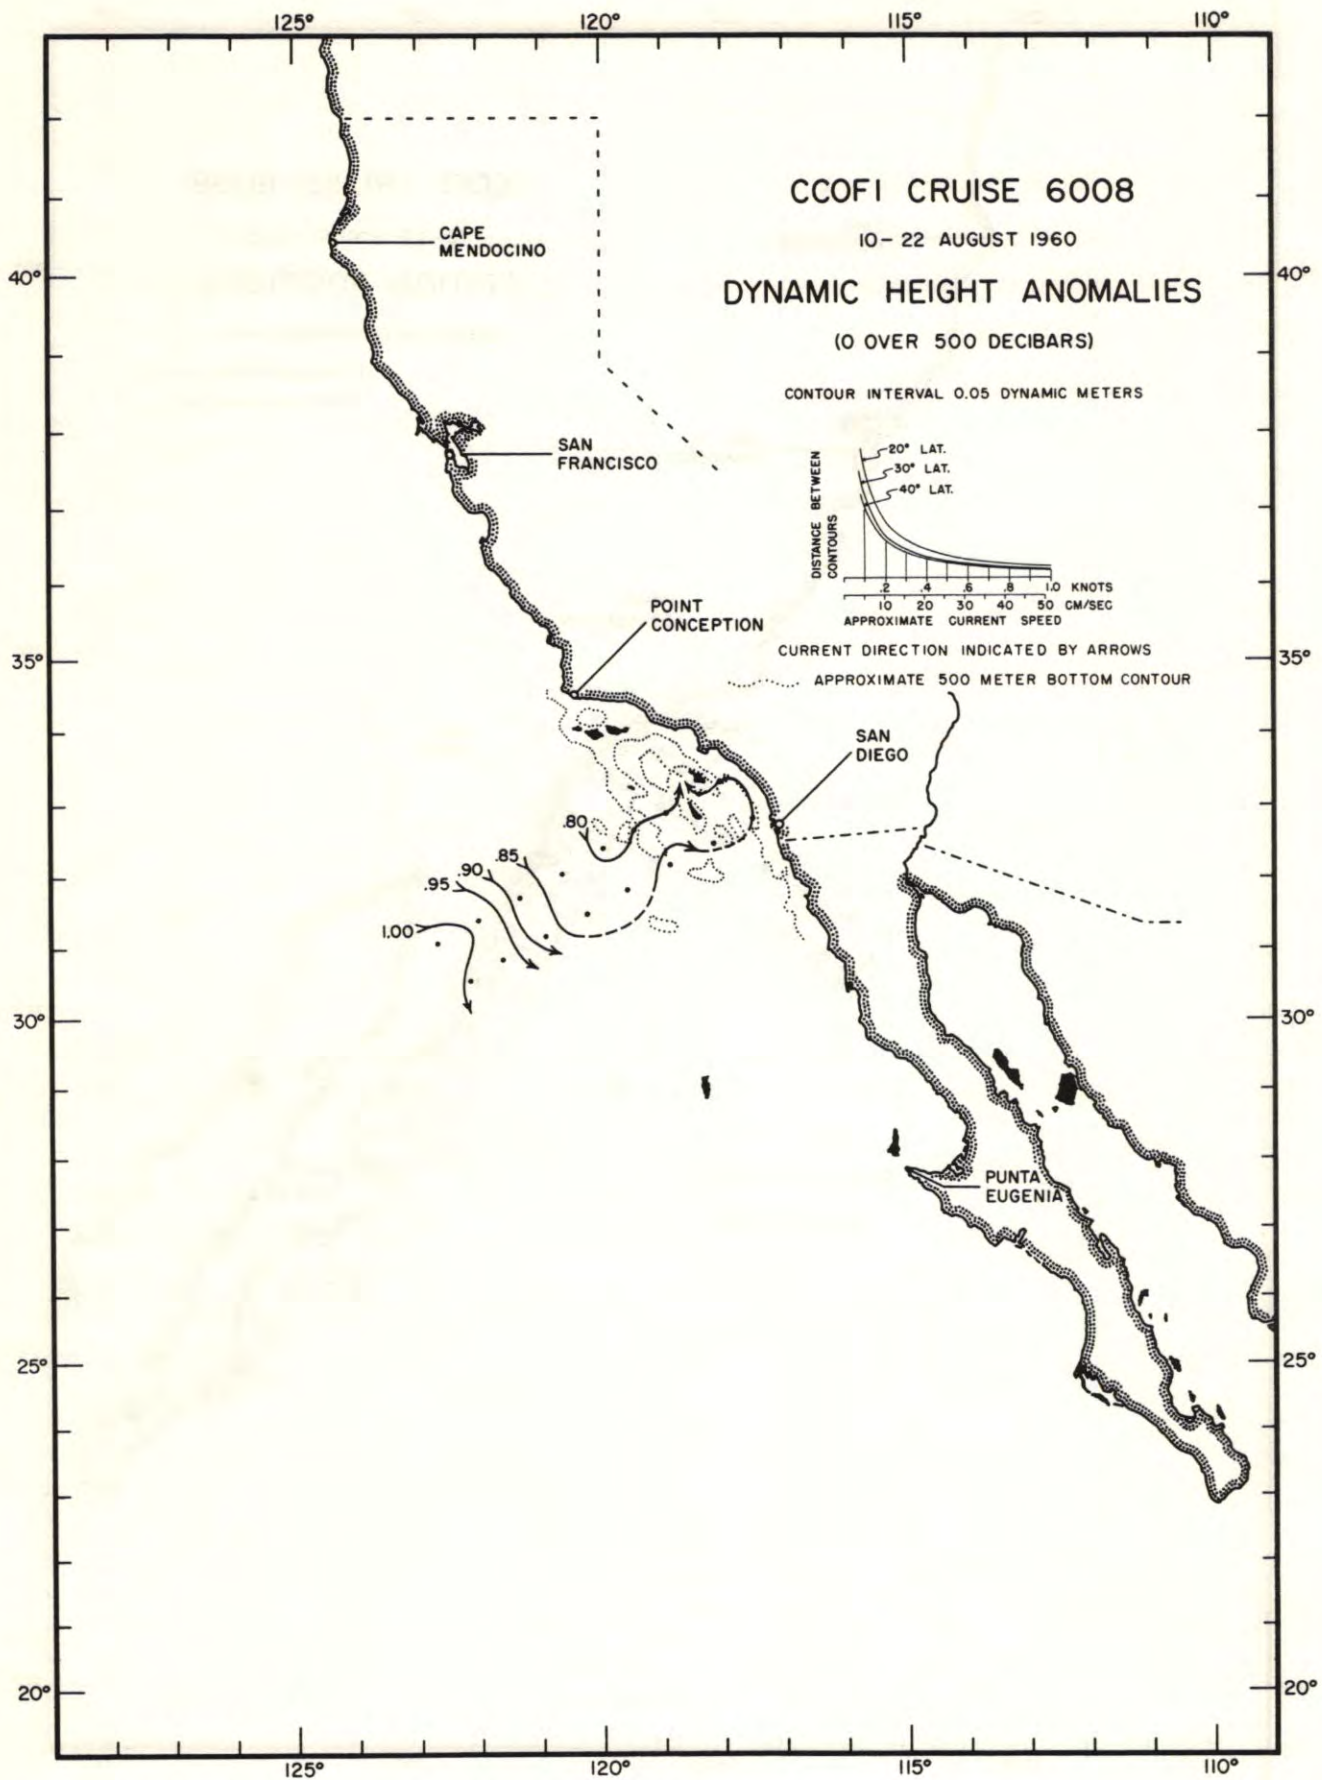 125° 120° 115° 110°
CCOFI CRUISE 6008
10-22 AUGUST 1960
DYNAMIC HEIGHT ANOMALIES
(0 OVER 500 DECIBARS)
CONTOUR INTERVAL 0.05 DYNAMIC METERS
CAPE
MENDOCINO
40° 40°
SAN
FRANCISCO
DISTANCE BETWEEN
CONTOURS
20° LAT.
30° LAT.
40° LAT.
.2 .4 .6 .8 1.0 KNOTS
10 20 30 40 50 CM/SEC
APPROXIMATE CURRENT SPEED
CURRENT DIRECTION INDICATED BY ARROWS
APPROXIMATE 500 METER BOTTOM CONTOUR
POINT
CONCEPTION
35° 35°
SAN
DIEGO
.80
.85
.90
.95
1.00
30° 30°
PUNTA
EUGENIA
25° 25°
20° 20°
125° 120° 115° 110°